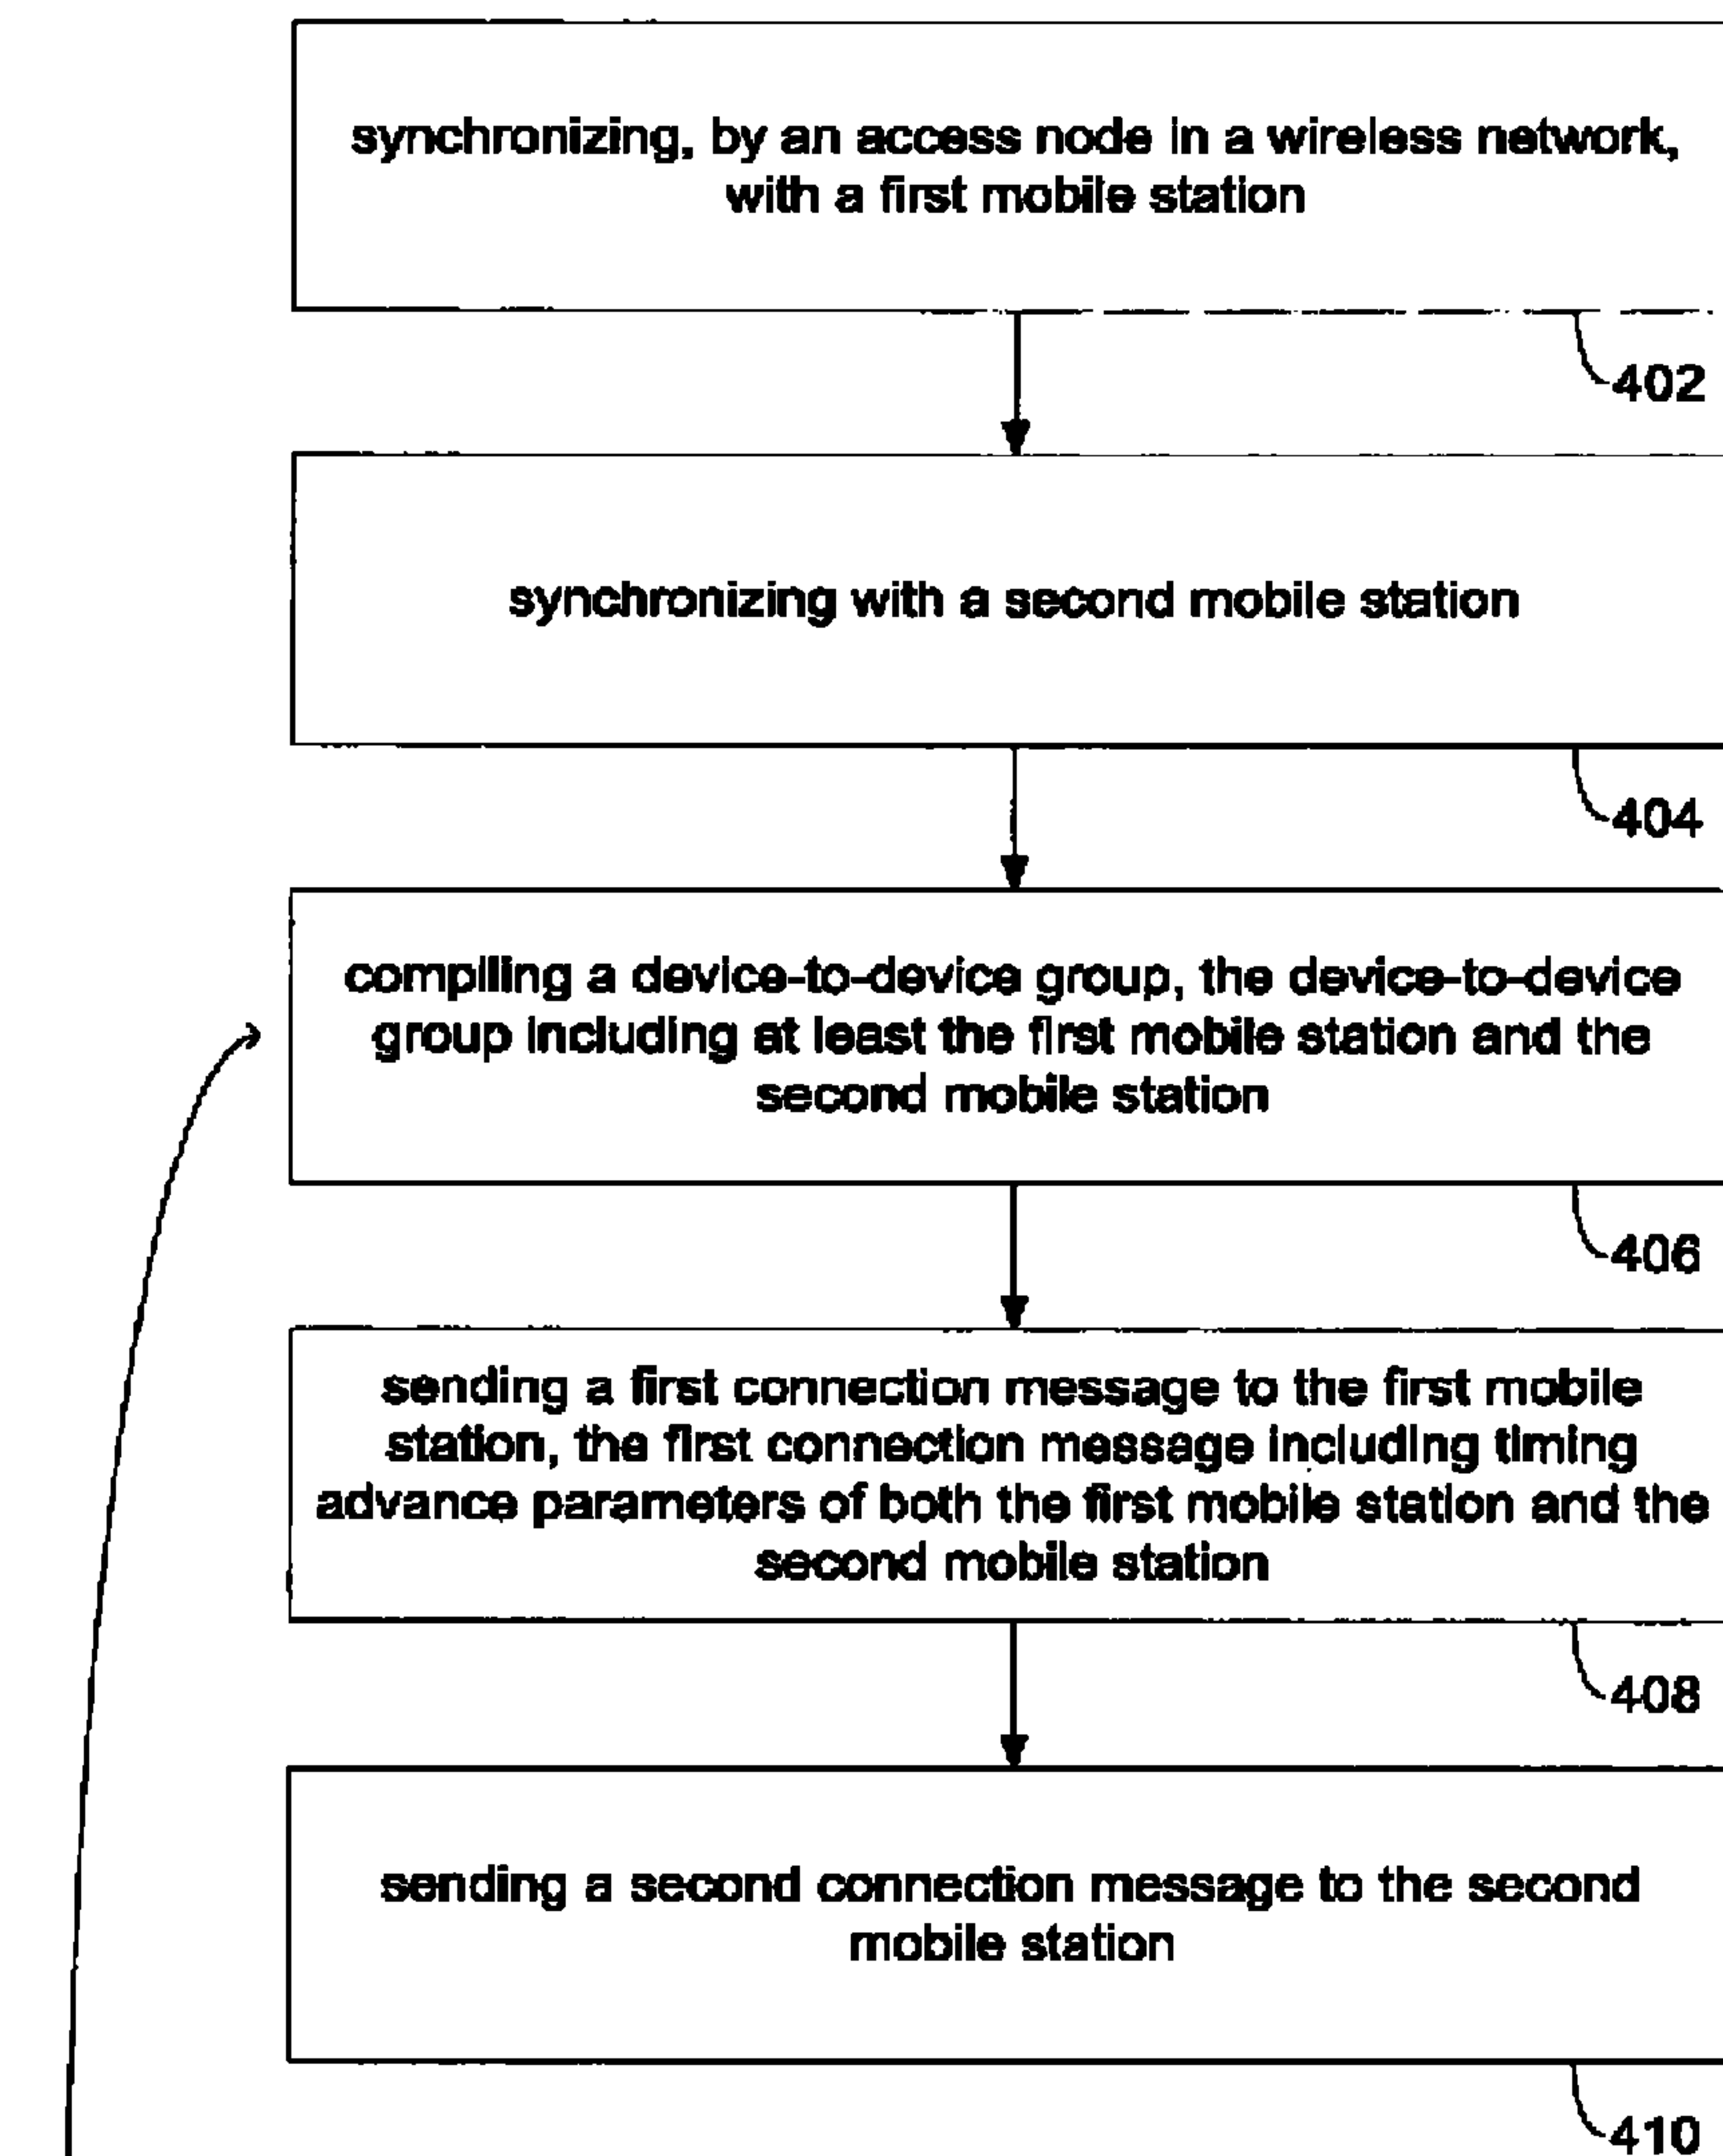 synchronizing, by an access node in a wireless network,
with a first mobile station
402
synchronizing with a second mobile station
404
compiling a device-to-device group, the device-to-device
group including at least the first mobile station and the
second mobile station
406
sending a first connection message to the first mobile
station, the first connection message including timing
advance parameters of both the first mobile station and the
second mobile station
408
sending a second connection message to the second
mobile station
410